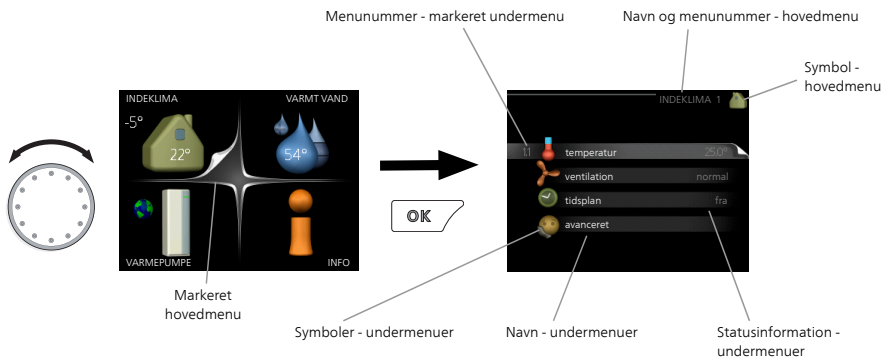 Menunummer - markeret undermenu
Navn og menunummer - hovedmenu
Symbol -
hovedmenu
INDEKLIMA
VARMT VAND
-5°
22°
54°
VARMEPUMPE
INFO
Markeret
hovedmenu
OK
INDEKLIMA 1
1.1 temperatur 25.0°
ventilation normal
tidsplan fra
avanceret
Symboler - undermenuer
Navn - undermenuer
Statusinformation -
undermenuer